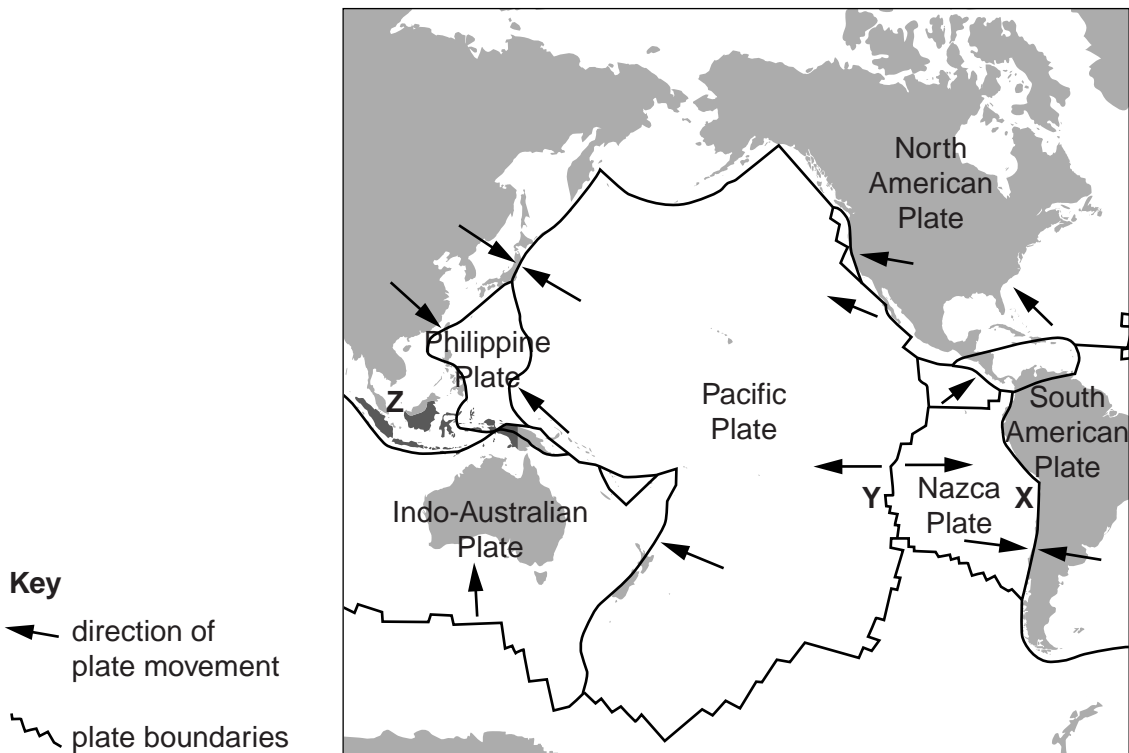 North
American
Plate
Philippine
Plate
Z
Pacific
Plate
South
American
Plate
Indo-Australian
Plate
Y
Nazca
Plate
X
Key
direction of
plate movement
plate boundaries